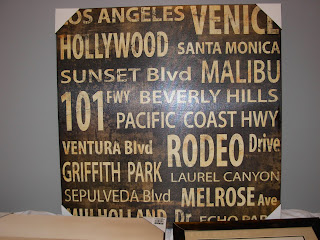 LOS ANGELES VENICE
HOLLYWOOD SANTA MONICA
SUNSET Blvd MALIBU
101 FWY BEVERLY HILLS
PACIFIC COAST HWY
VENTURA Blvd RODEO Drive
GRIFFITH PARK LAUREL CANYON
SEPULVEDA Blvd MELROSE Ave
MULHOLLAND Dr ECHO PARK